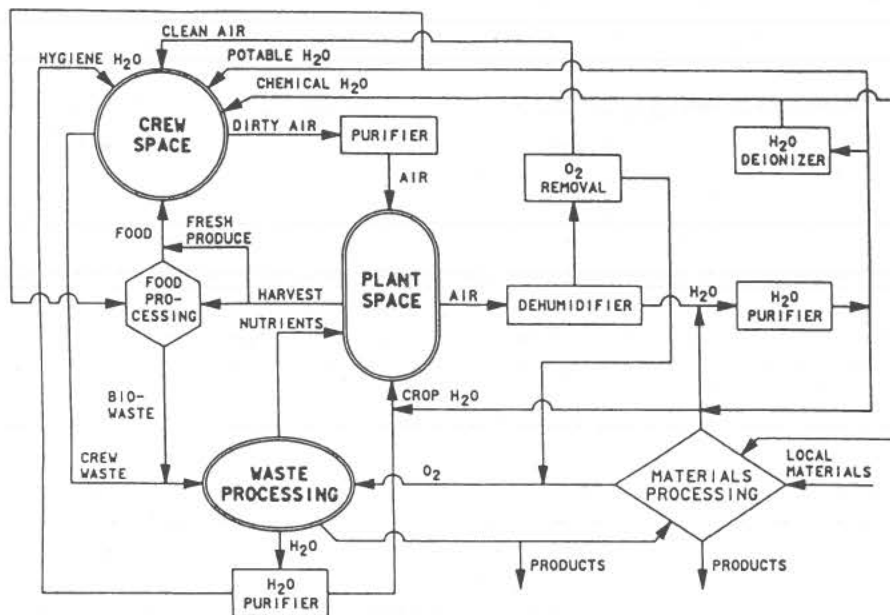 CLEAN AIR
HYGIENE H₂O
POTABLE H₂O
CHEMICAL H₂O
CREW
SPACE
DIRTY AIR
PURIFIER
H₂O
DEIONIZER
O₂
REMOVAL
AIR
FOOD
FRESH
PRODUCE
PLANT
SPACE
FOOD
PRO-
CESSING
HARVEST
AIR
DEHUMIDIFIER
H₂O
H₂O
PURIFIER
NUTRIENTS
BIO-
WASTE
CROP H₂O
CREW
WASTE
WASTE
PROCESSING
O₂
MATERIALS
PROCESSING
LOCAL
MATERIALS
H₂O
H₂O
PURIFIER
PRODUCTS
PRODUCTS